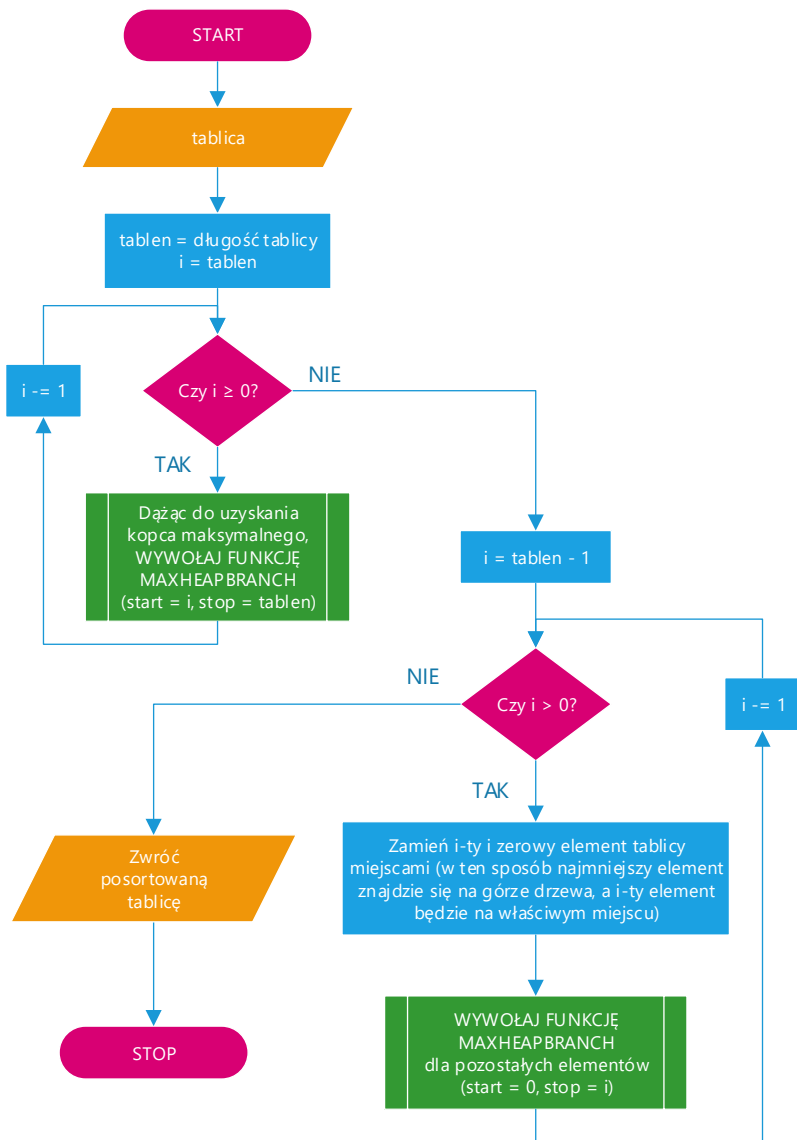 START
tablica
tablen = długość tablicy
i = tablen
Czy i ≥ 0?
NIE
i -= 1
TAK
Dążąc do uzyskania
kopca maksymalnego,
WYWOŁAJ FUNKCJĘ
MAXHEAPBRANCH
(start = i, stop = tablen)
i = tablen - 1
NIE
Czy i > 0?
i -= 1
TAK
Zamień i-ty i zerowy element tablicy
miejscami (w ten sposób najmniejszy element
znajdzie się na górze drzewa, a i-ty element
będzie na właściwym miejscu)
Zwróć
posortowaną
tablicę
WYWOŁAJ FUNKCJĘ
MAXHEAPBRANCH
dla pozostałych elementów
(start = 0, stop = i)
STOP